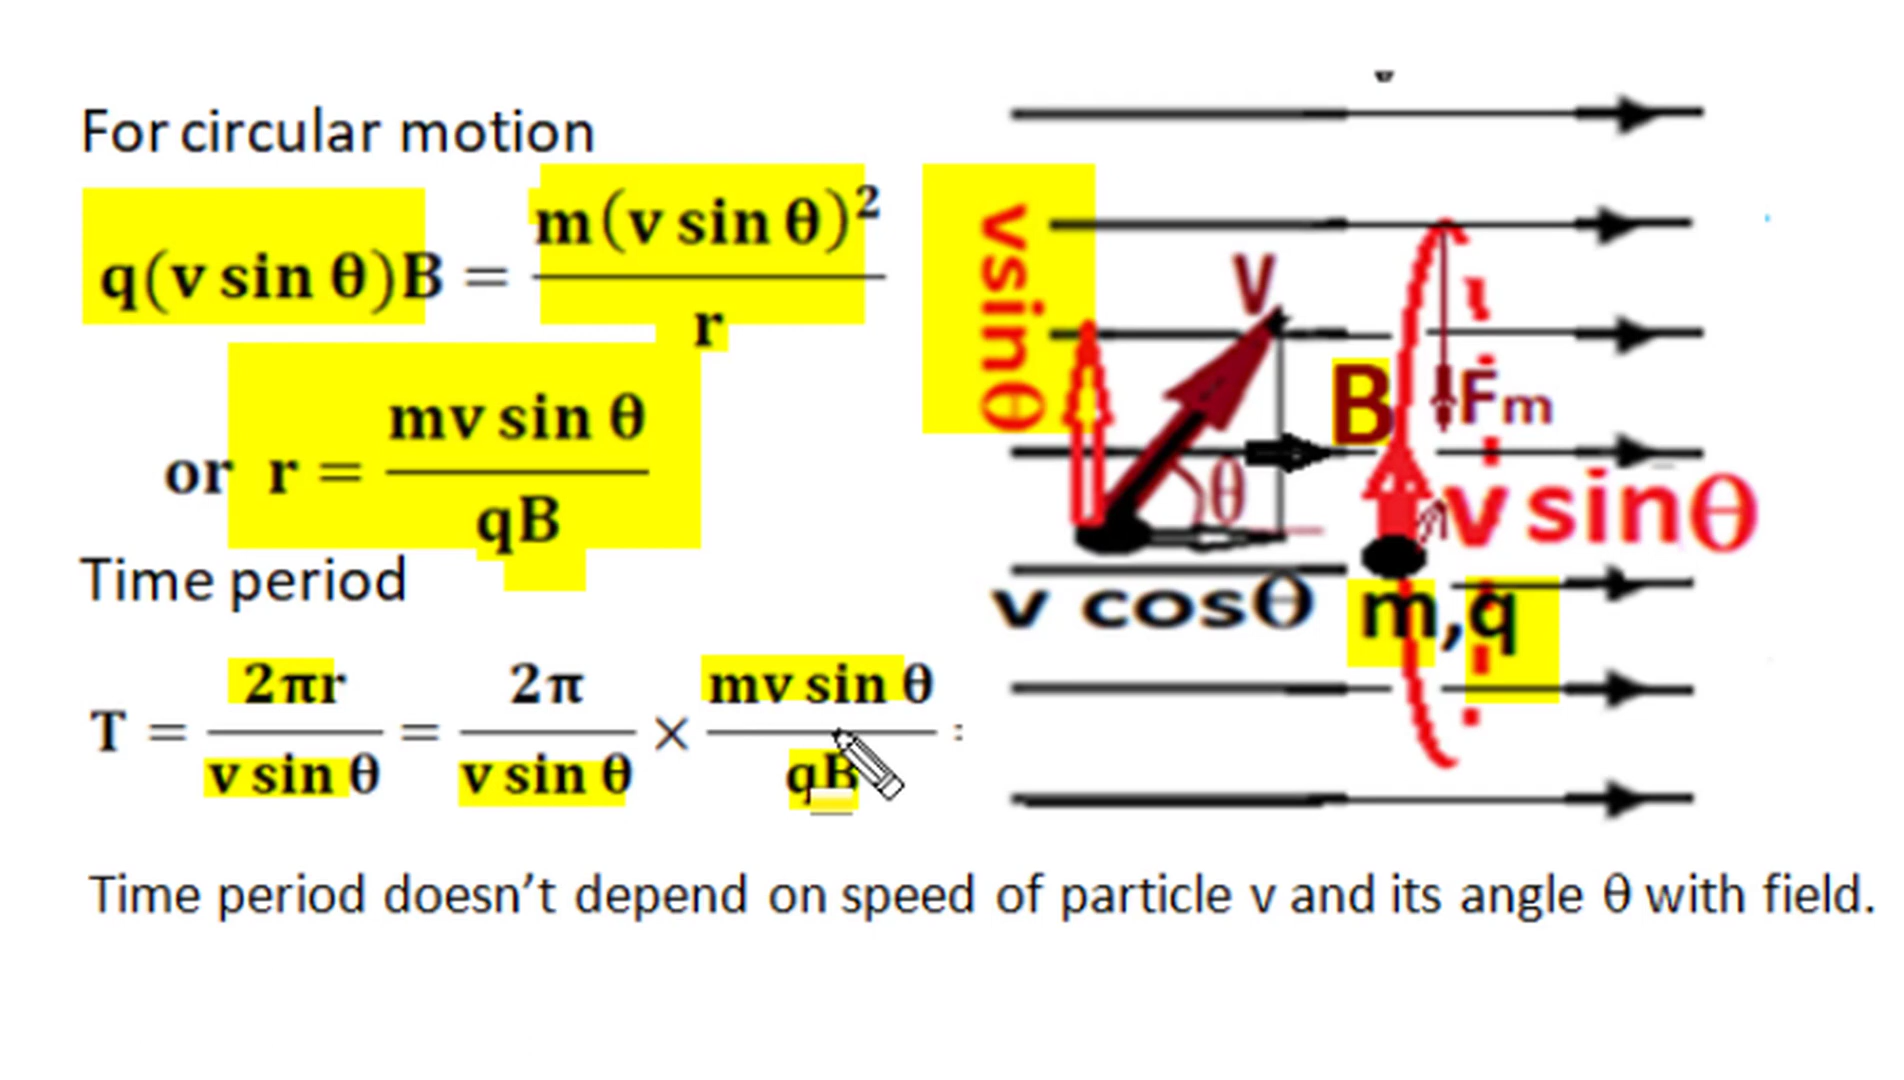 For circular motion
q(v sin θ)B = m(v sin θ)² / r
or r = mv sin θ / qB
Time period
T = 2πr / v sin θ = 2π / v sin θ × mv sin θ / qB =
Time period doesn’t depend on speed of particle v and its angle θ with field.
vsinθ
V
B
Fm
θ
v sinθ
v cosθ
m,q